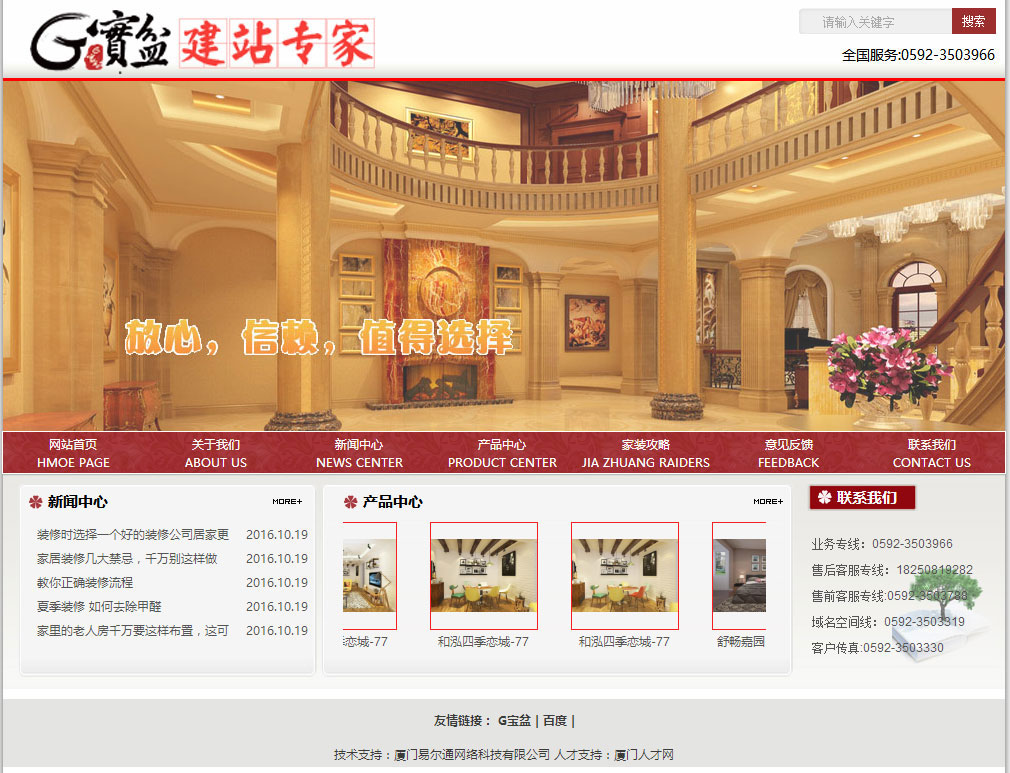 G寶盆 建站专家
请输入关键字 搜索
全国服务:0592-3503966
放心，信赖，值得选择
网站首页 关于我们 新闻中心 产品中心 家装攻略 意见反馈 联系我们
HMOE PAGE ABOUT US NEWS CENTER PRODUCT CENTER JIA ZHUANG RAIDERS FEEDBACK CONTACT US
新闻中心 MORE+
装修时选择一个好的装修公司居家更 2016.10.19
家居装修几大禁忌，千万别这样做 2016.10.19
教你正确装修流程 2016.10.19
夏季装修 如何去除甲醛 2016.10.19
家里的老人房千万要这样布置，这可 2016.10.19
产品中心 MORE+
季恋城-77 和泓四季恋城-77 和泓四季恋城-77 舒畅嘉园
联系我们
业务专线：0592-3503966
售后客服专线：18250819282
售前客服专线:0592-3503788
域名空间线：0592-3503319
客户传真:0592-3503330
友情链接： G宝盆 | 百度 |
技术支持：厦门易尔通网络科技有限公司 人才支持：厦门人才网